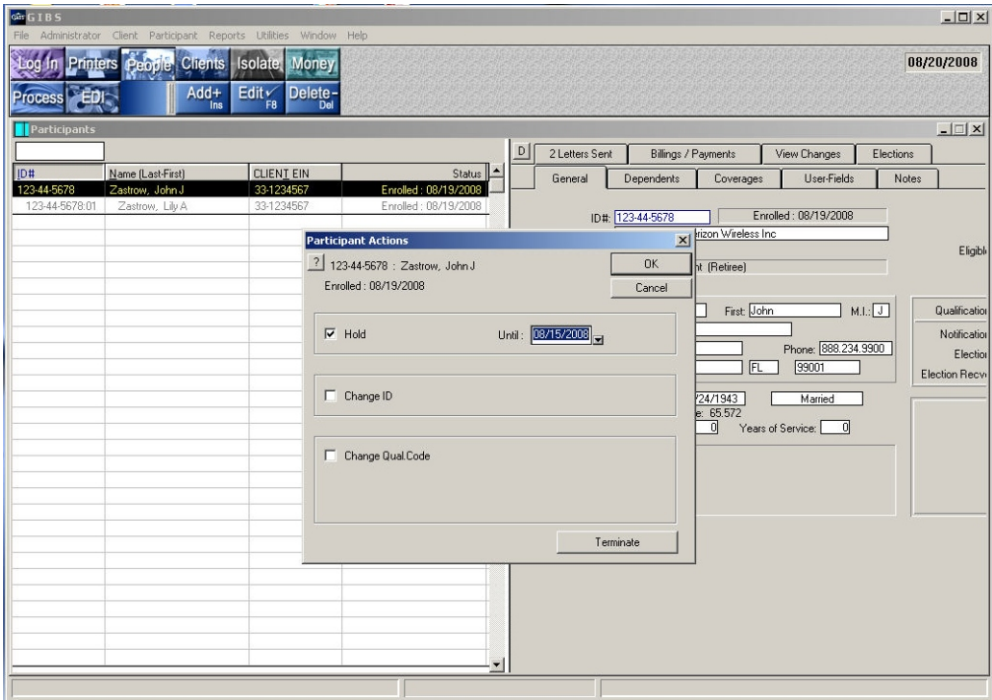 GIBS
File Administrator Client Participant Reports Utilities Window Help
Log In Printers People Clients Isolate Money
08/20/2008
Process EDI Add+ Ins Edit✓ F8 Delete- Del
Participants
D 2 Letters Sent Billings / Payments View Changes Elections
ID# Name (Last-First) CLIENT EIN Status
General Dependents Coverages User-Fields Notes
123-44-5678 Zastrow, John J 33-1234567 Enrolled : 08/19/2008
123-44-5678:01 Zastrow, Lily A 33-1234567 Enrolled : 08/19/2008
ID#: 123-44-5678 Enrolled : 08/19/2008
rizon Wireless Inc
Eligibl
nt (Retiree)
Participant Actions
? 123-44-5678 : Zastrow, John J OK
Enrolled : 08/19/2008 Cancel
Hold Until : 08/15/2008
Change ID
Change Qual.Code
Terminate
First: John M.I.: J
Phone: 888.234.9900
FL 99001
/24/1943 Married
e: 65.572
0 Years of Service: 0
Qualification
Notification
Election
Election Recv